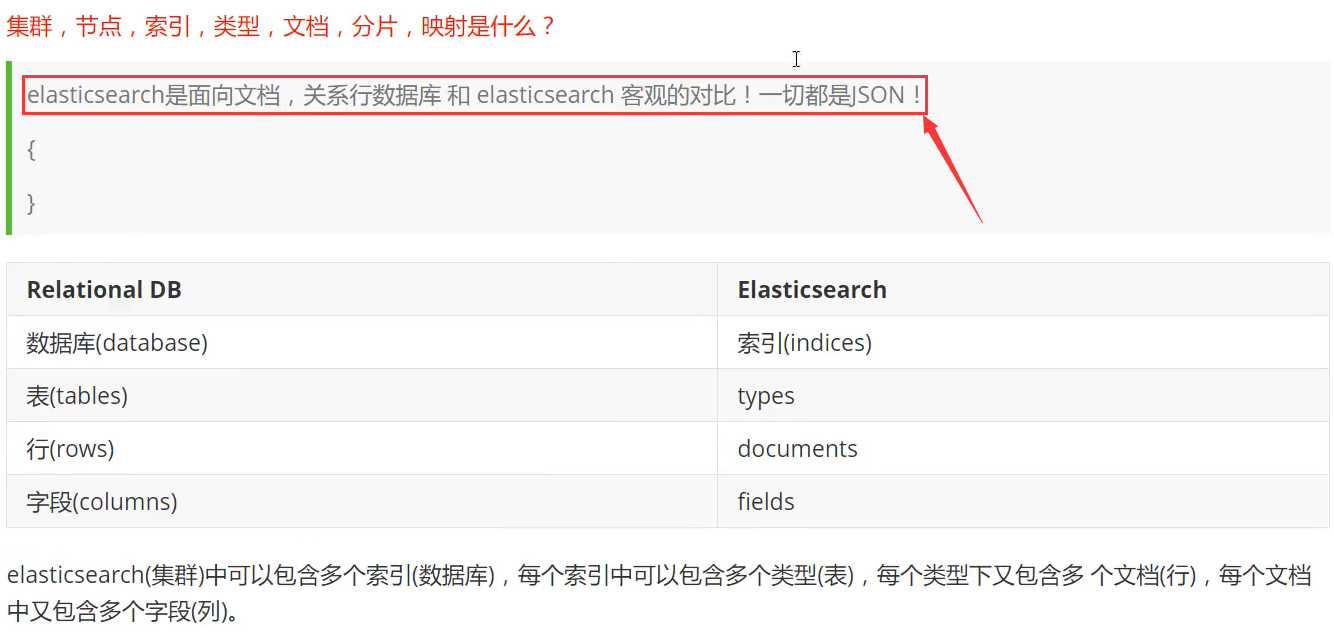 集群，节点，索引，类型，文档，分片，映射是什么？
elasticsearch是面向文档，关系行数据库 和 elasticsearch 客观的对比！一切都是JSON！
{
}
Relational DB Elasticsearch
数据库(database) 索引(indices)
表(tables) types
行(rows) documents
字段(columns) fields
elasticsearch(集群)中可以包含多个索引(数据库)，每个索引中可以包含多个类型(表)，每个类型下又包含多 个文档(行)，每个文档
中又包含多个字段(列)。